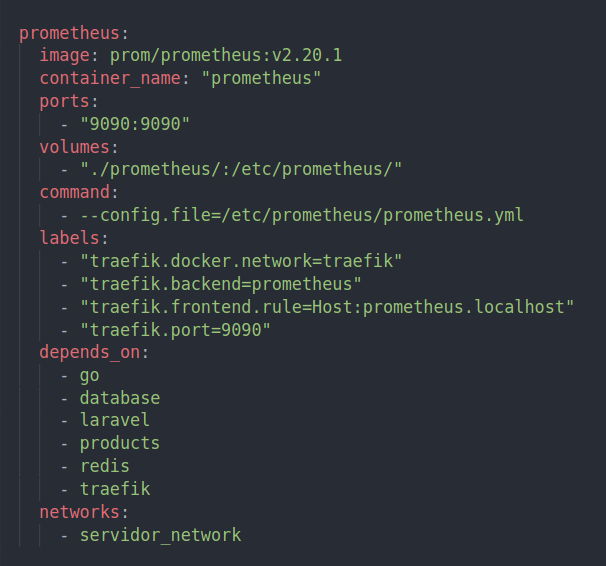 prometheus:
  image: prom/prometheus:v2.20.1
  container_name: "prometheus"
  ports:
    - "9090:9090"
  volumes:
    - "./prometheus/:/etc/prometheus/"
  command:
    - --config.file=/etc/prometheus/prometheus.yml
  labels:
    - "traefik.docker.network=traefik"
    - "traefik.backend=prometheus"
    - "traefik.frontend.rule=Host:prometheus.localhost"
    - "traefik.port=9090"
  depends_on:
    - go
    - database
    - laravel
    - products
    - redis
    - traefik
  networks:
    - servidor_network